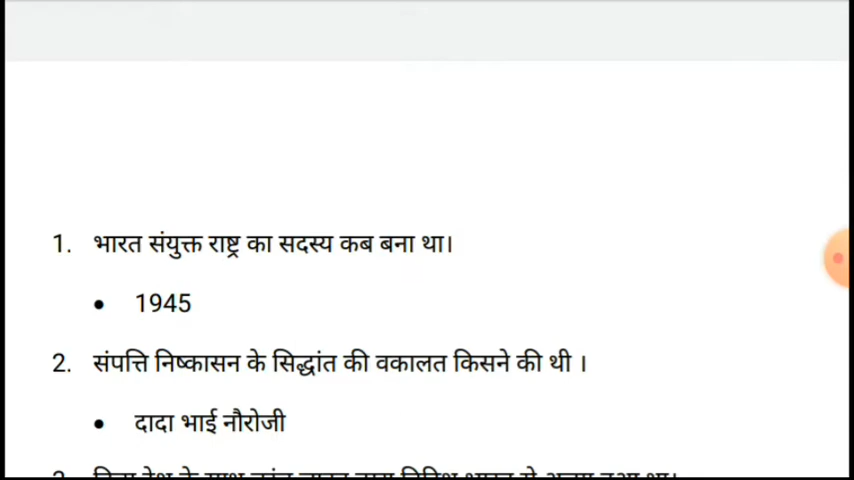 1. भारत संयुक्त राष्ट्र का सदस्य कब बना था।
• 1945
2. संपत्ति निष्कासन के सिद्धांत की वकालत किसने की थी ।
• दादा भाई नौरोजी